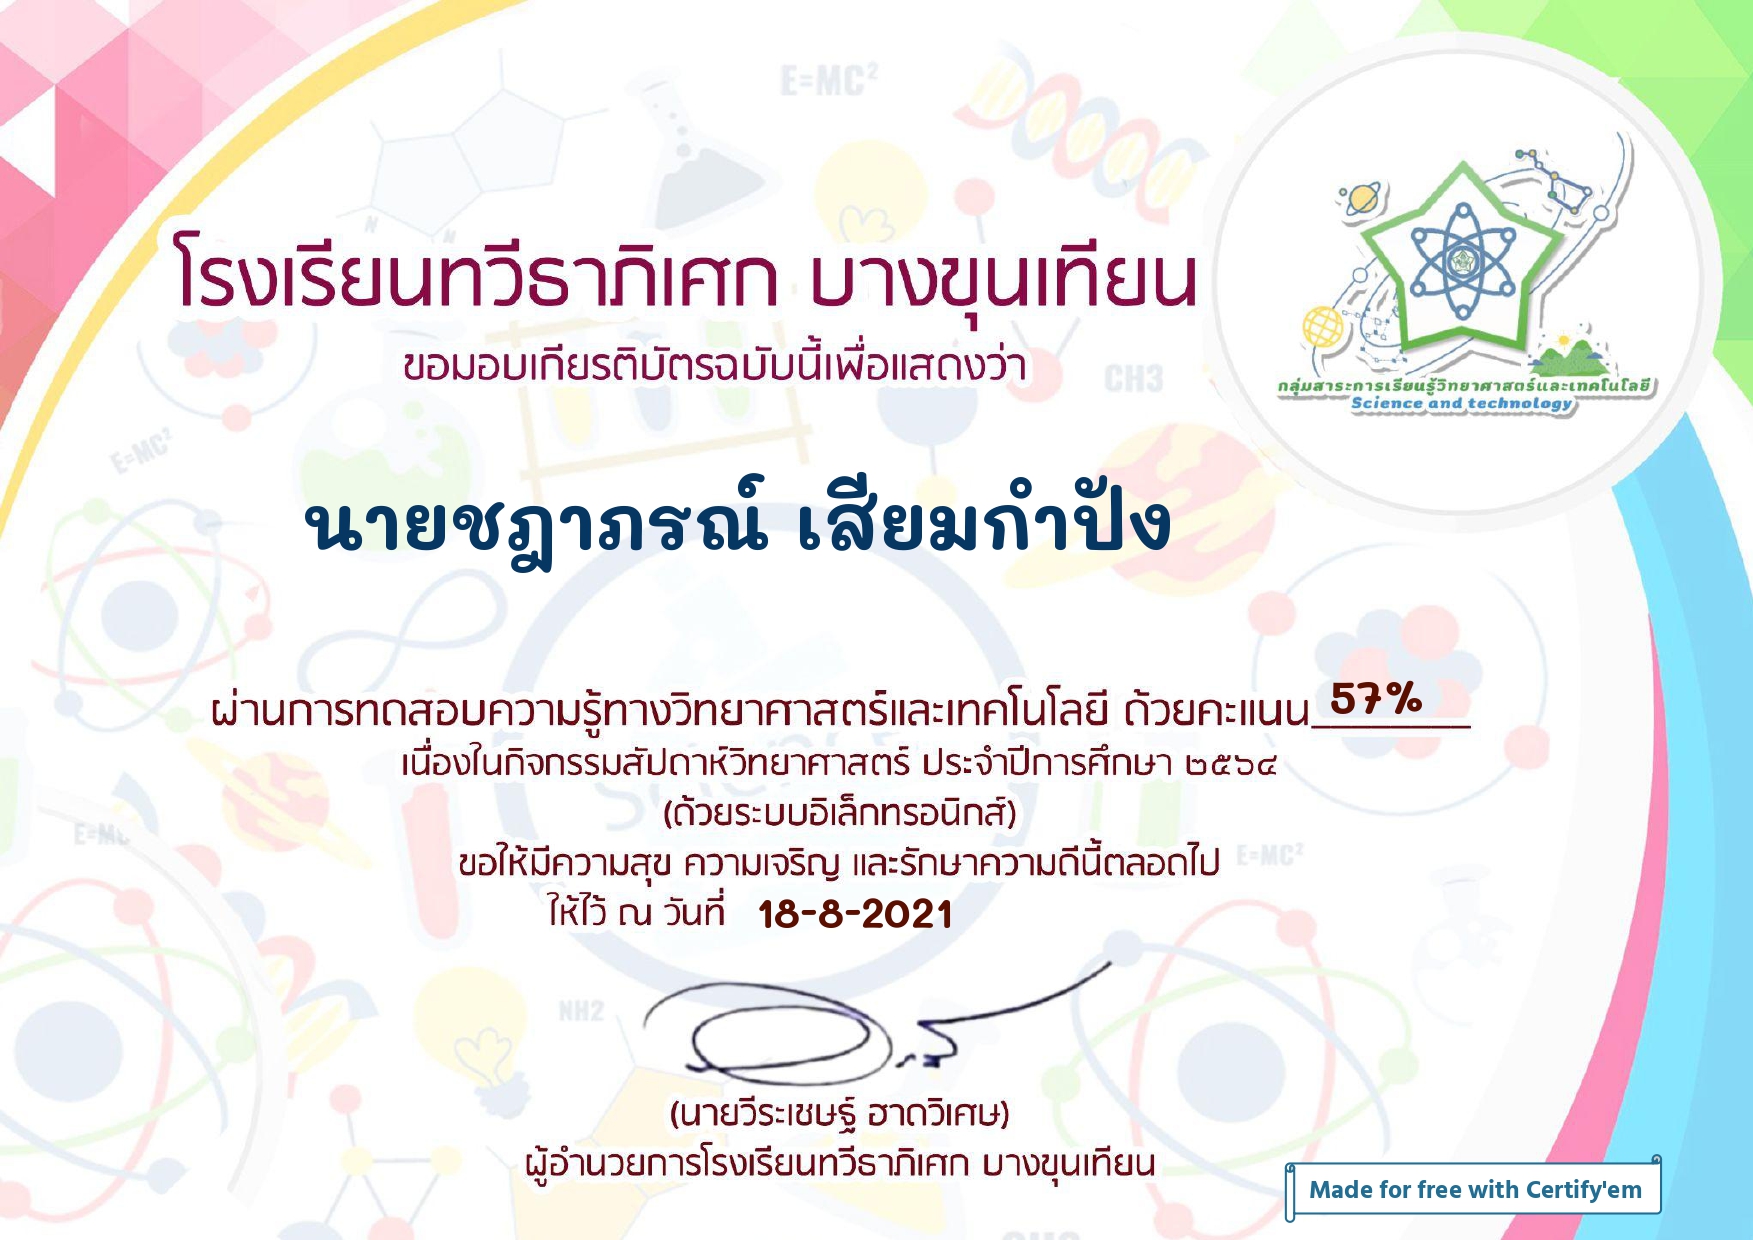 โรงเรียนทวีธาภิเศก บางขุนเทียน
ขอมอบเกียรติบัตรฉบับนี้เพื่อแสดงว่า
กลุ่มสาระการเรียนรู้วิทยาศาสตร์และเทคโนโลยี
Science and technology
นายชฎาภรณ์ เสียมกำปัง
ผ่านการทดสอบความรู้ทางวิทยาศาสตร์และเทคโนโลยี ด้วยคะแนน 57%
เนื่องในกิจกรรมสัปดาห์วิทยาศาสตร์ ประจำปีการศึกษา ๒๕๖๔
(ด้วยระบบอิเล็กทรอนิกส์)
ขอให้มีความสุข ความเจริญ และรักษาความดีนี้ตลอดไป
ให้ไว้ ณ วันที่ 18-8-2021
(นายวีระเชษฐ์ ฮาดวิเศษ)
ผู้อำนวยการโรงเรียนทวีธาภิเศก บางขุนเทียน
Made for free with Certify'em
E=MC²
CH3
E=MC²
E=MC²
NH2